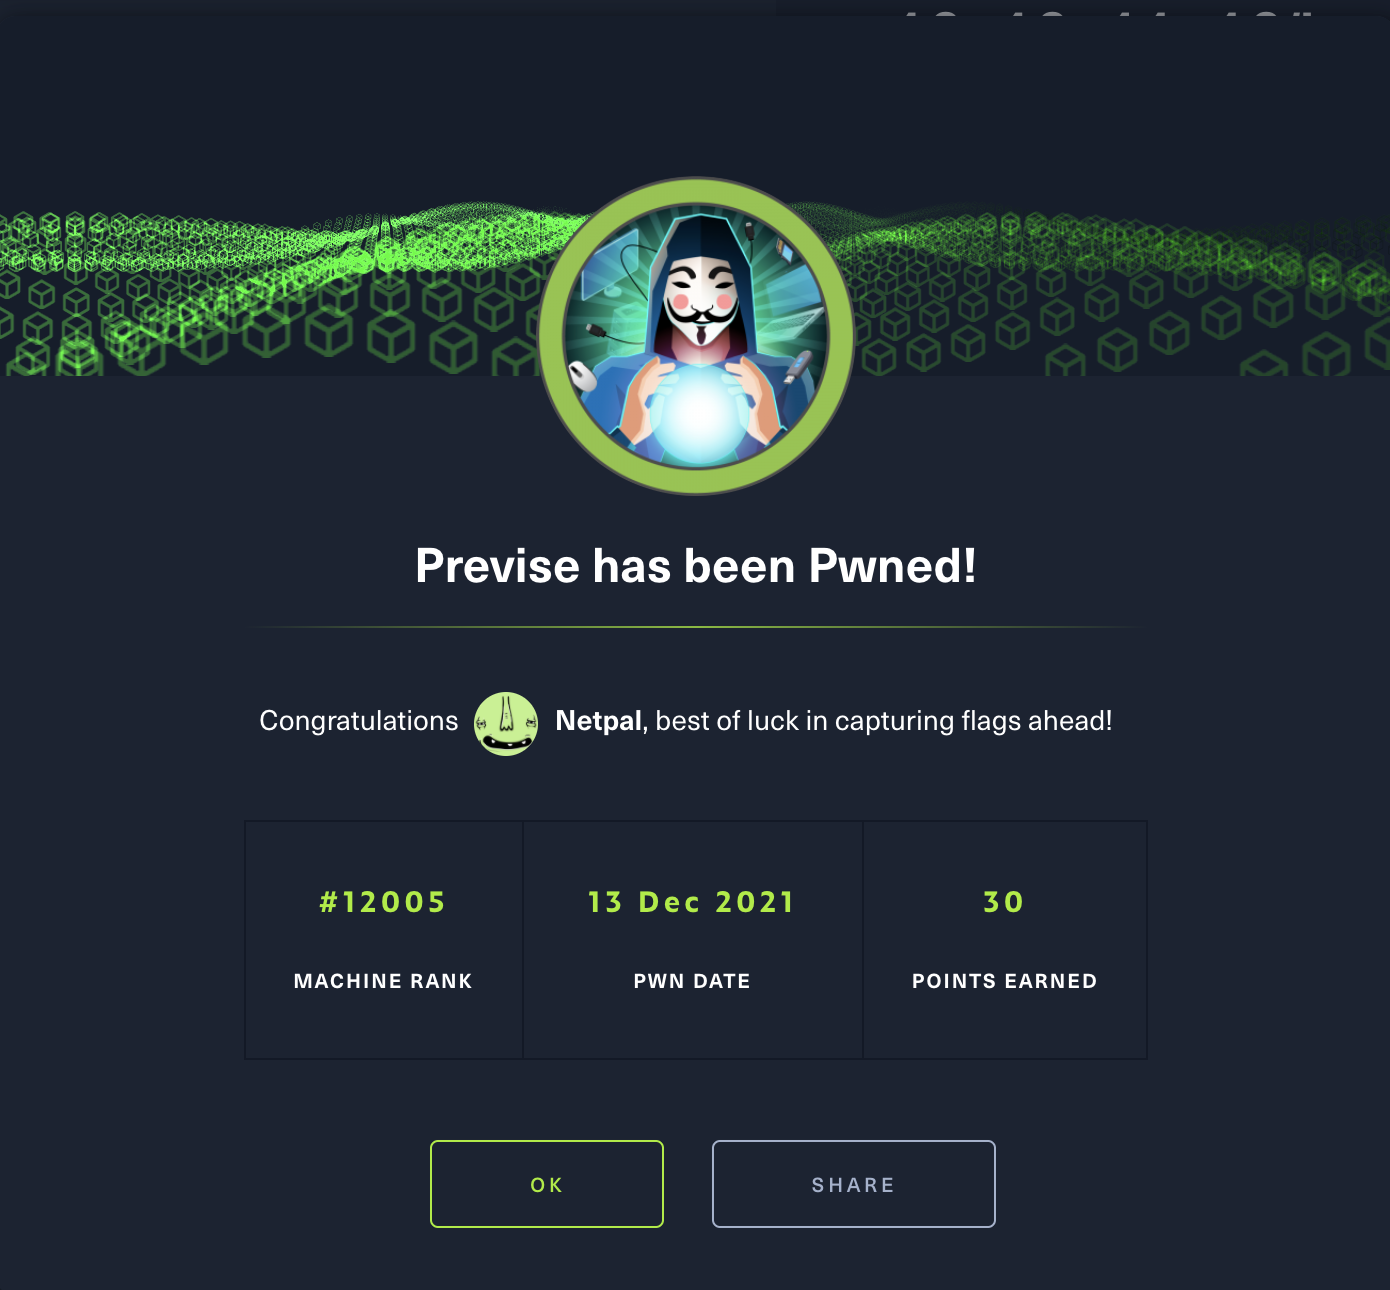 Previse has been Pwned!
Congratulations Netpal, best of luck in capturing flags ahead!
#12005 13 Dec 2021 30
MACHINE RANK PWN DATE POINTS EARNED
OK SHARE